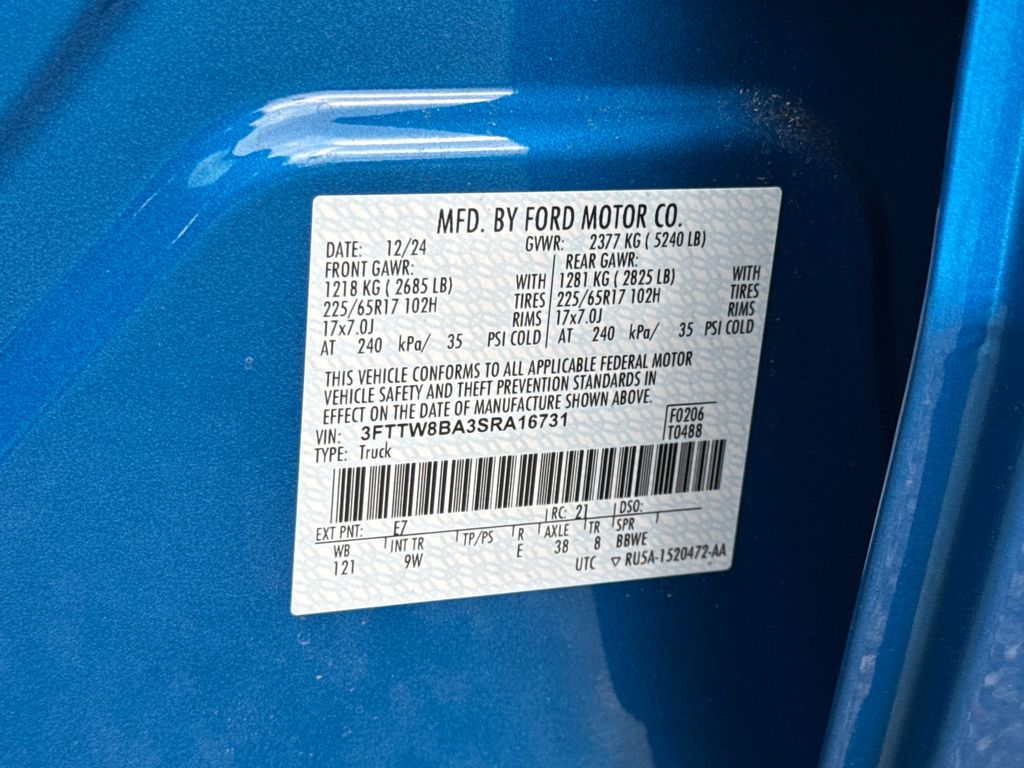 MFD. BY FORD MOTOR CO.
DATE: 12/24 GVWR: 2377 KG ( 5240 LB)
FRONT GAWR: REAR GAWR:
1218 KG ( 2685 LB) WITH 1281 KG ( 2825 LB) WITH
225/65R17 102H TIRES 225/65R17 102H TIRES
17x7.0J RIMS 17x7.0J RIMS
AT 240 kPa/ 35 PSI COLD AT 240 kPa/ 35 PSI COLD
THIS VEHICLE CONFORMS TO ALL APPLICABLE FEDERAL MOTOR
VEHICLE SAFETY AND THEFT PREVENTION STANDARDS IN
EFFECT ON THE DATE OF MANUFACTURE SHOWN ABOVE.
VIN: 3FTTW8BA3SRA16731 F0206
TYPE: Truck T0488
EXT PNT: E7 RC: 21 DSO:
WB INT TR TP/PS R AXLE TR SPR
121 9W E 38 8 BBWE
UTC ▽ RU5A-1520472-AA